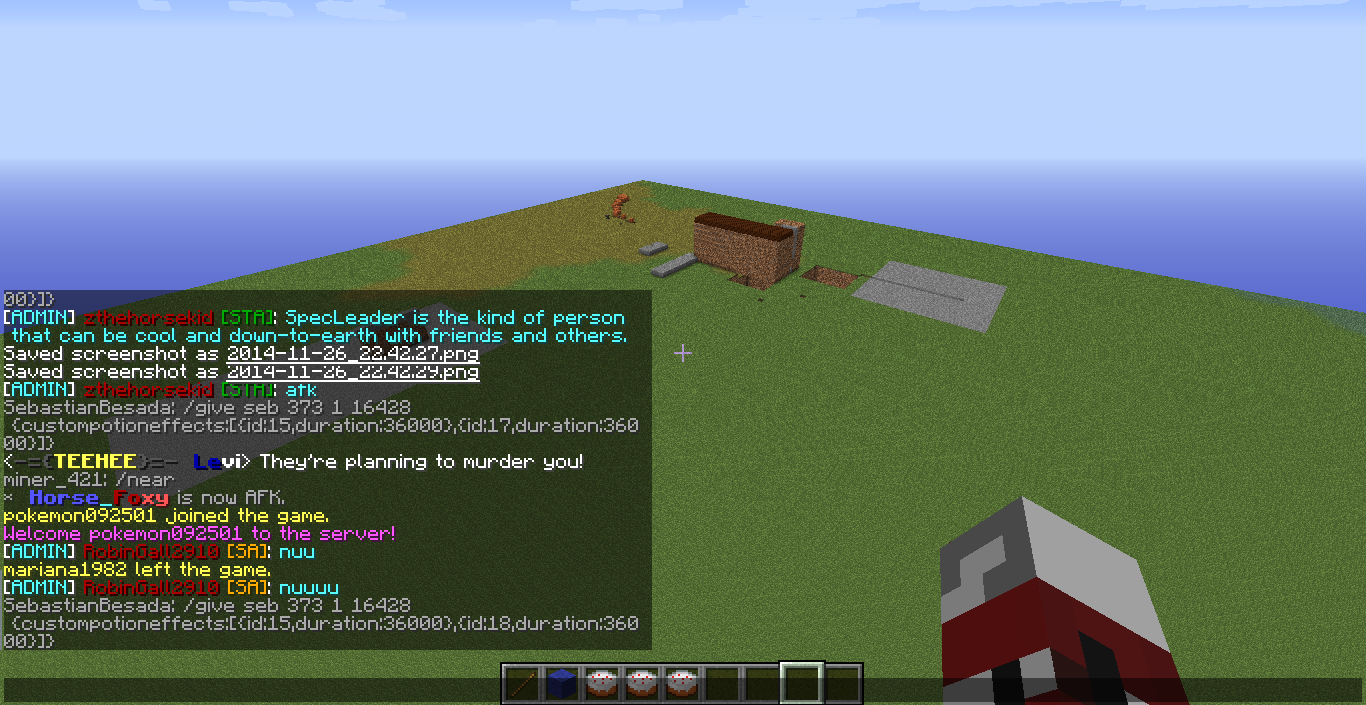 00}]}
[ADMIN] zthehorsekid [STA]: SpecLeader is the kind of person
that can be cool and down-to-earth with friends and others.
Saved screenshot as 2014-11-26_22.42.27.png
Saved screenshot as 2014-11-26_22.42.29.png
[ADMIN] zthehorsekid [STA]: afk
SebastianBesada: /give seb 373 1 16428
{custompotioneffects:[{id:15,duration:36000},{id:17,duration:360
00}]}
<-={TEEHEE}=- Levi> They're planning to murder you!
miner_421: /near
* Horse_Foxy is now AFK.
pokemon092501 joined the game.
Welcome pokemon092501 to the server!
[ADMIN] RobinGall2910 [SA]: nuu
mariana1982 left the game.
[ADMIN] RobinGall2910 [SA]: nuuuu
SebastianBesada: /give seb 373 1 16428
{custompotioneffects:[{id:15,duration:36000},{id:18,duration:360
00}]}